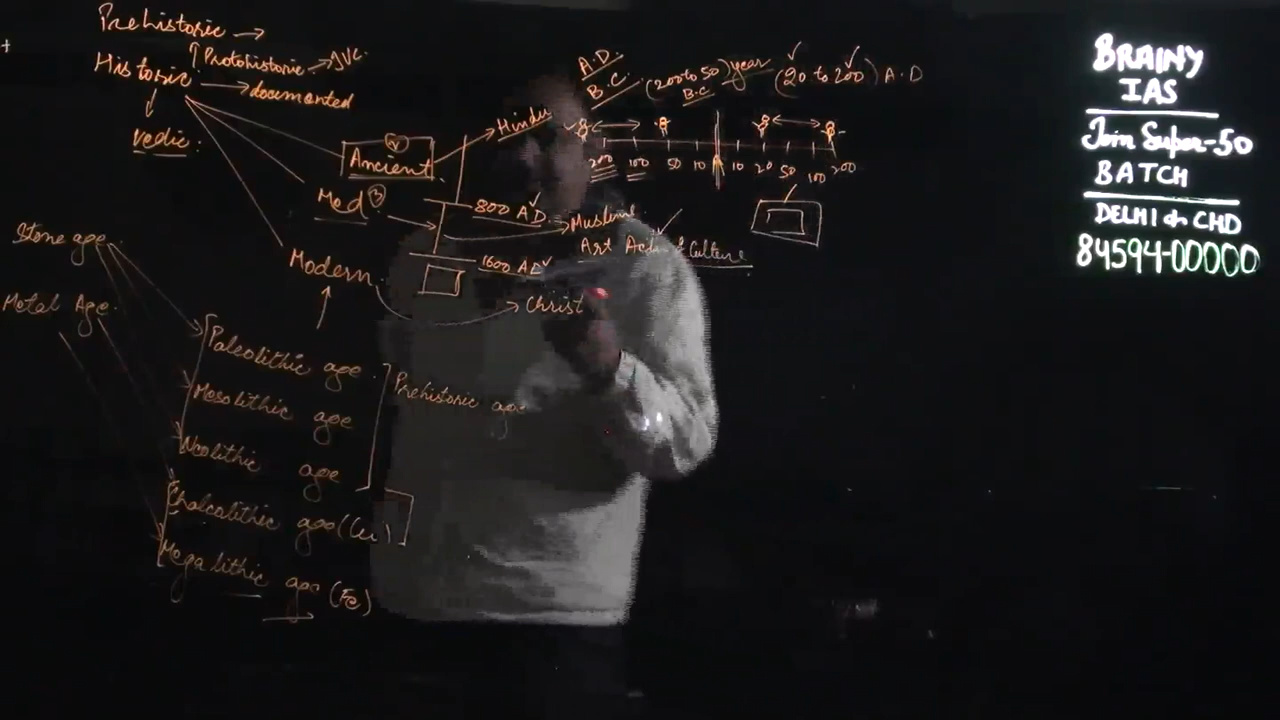 Prehistoric →
Historic
Protohistoric → IVC.
→ documented
Vedic.
Ancient
Med
Modern
Hindu
800 AD
Muslim
Art Culture
1600 AD
Christ
A.D.
B.C. (200 to 50) year (20 to 200) A.D
B.C
200 100 50 10 10 20 50 100 200
Stone age
Metal Age.
Paleolithic age
Mesolithic age
Neolithic age
Prehistoric age
Chalcolithic age (Cu)
Megalithic age (Fe)
BRAINY
IAS
Join Super-50
BATCH
DELHI & CHD
84594-00000